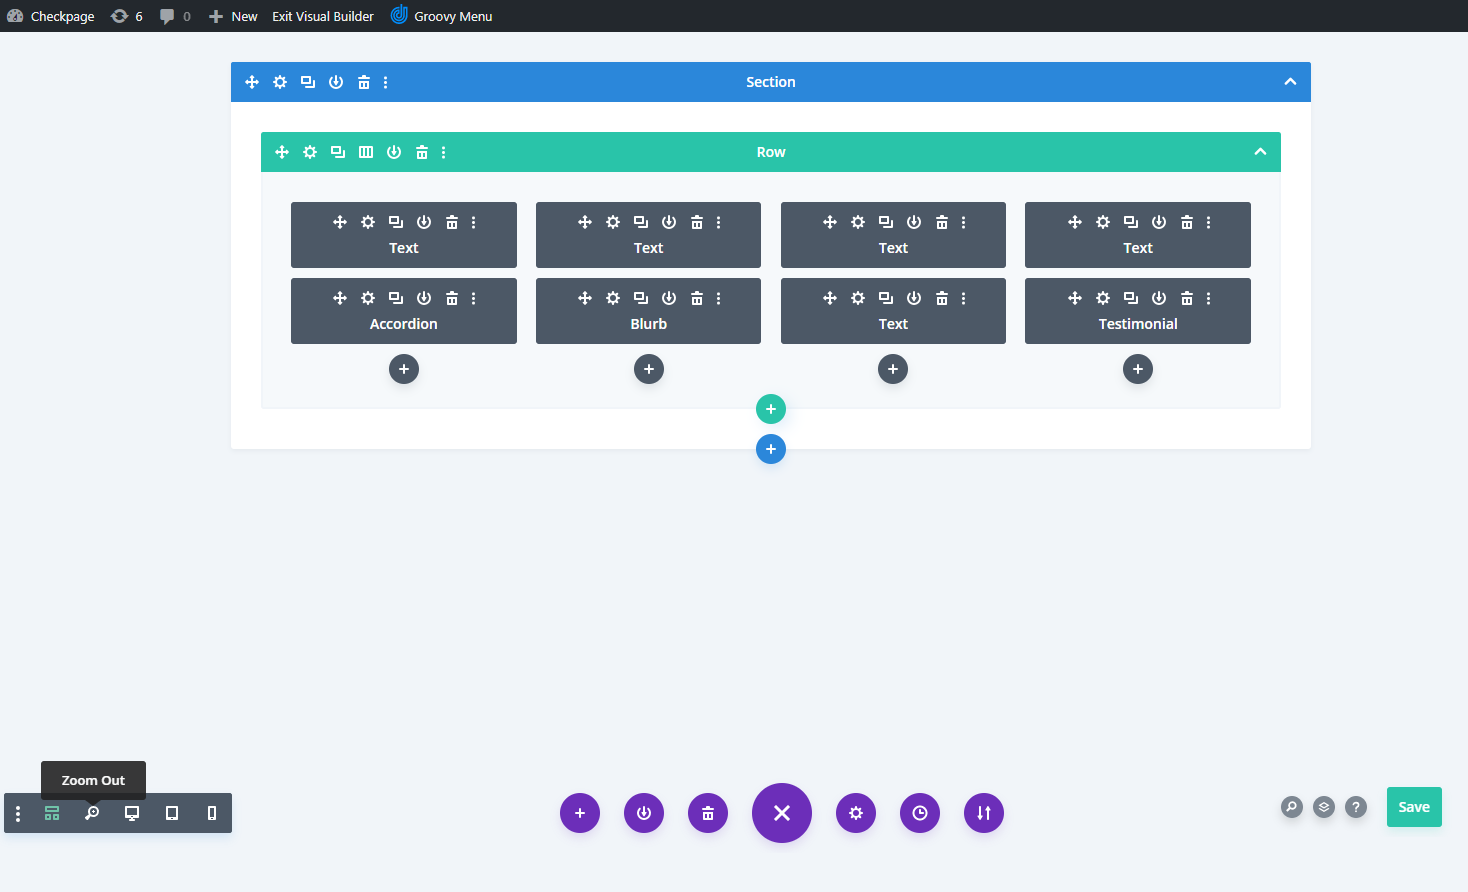 Checkpage 6 0 New Exit Visual Builder Groovy Menu
Section
Row
Text Text Text Text
Accordion Blurb Text Testimonial
Zoom Out
? Save